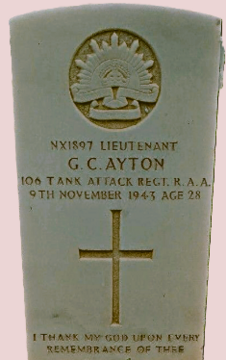 NX1897 LIEUTENANT
G. C. AYTON
106 TANK ATTACK REGT. R.A.A.
9TH NOVEMBER 1943 AGE 28
I THANK MY GOD UPON EVERY
REMEMBRANCE OF THEE